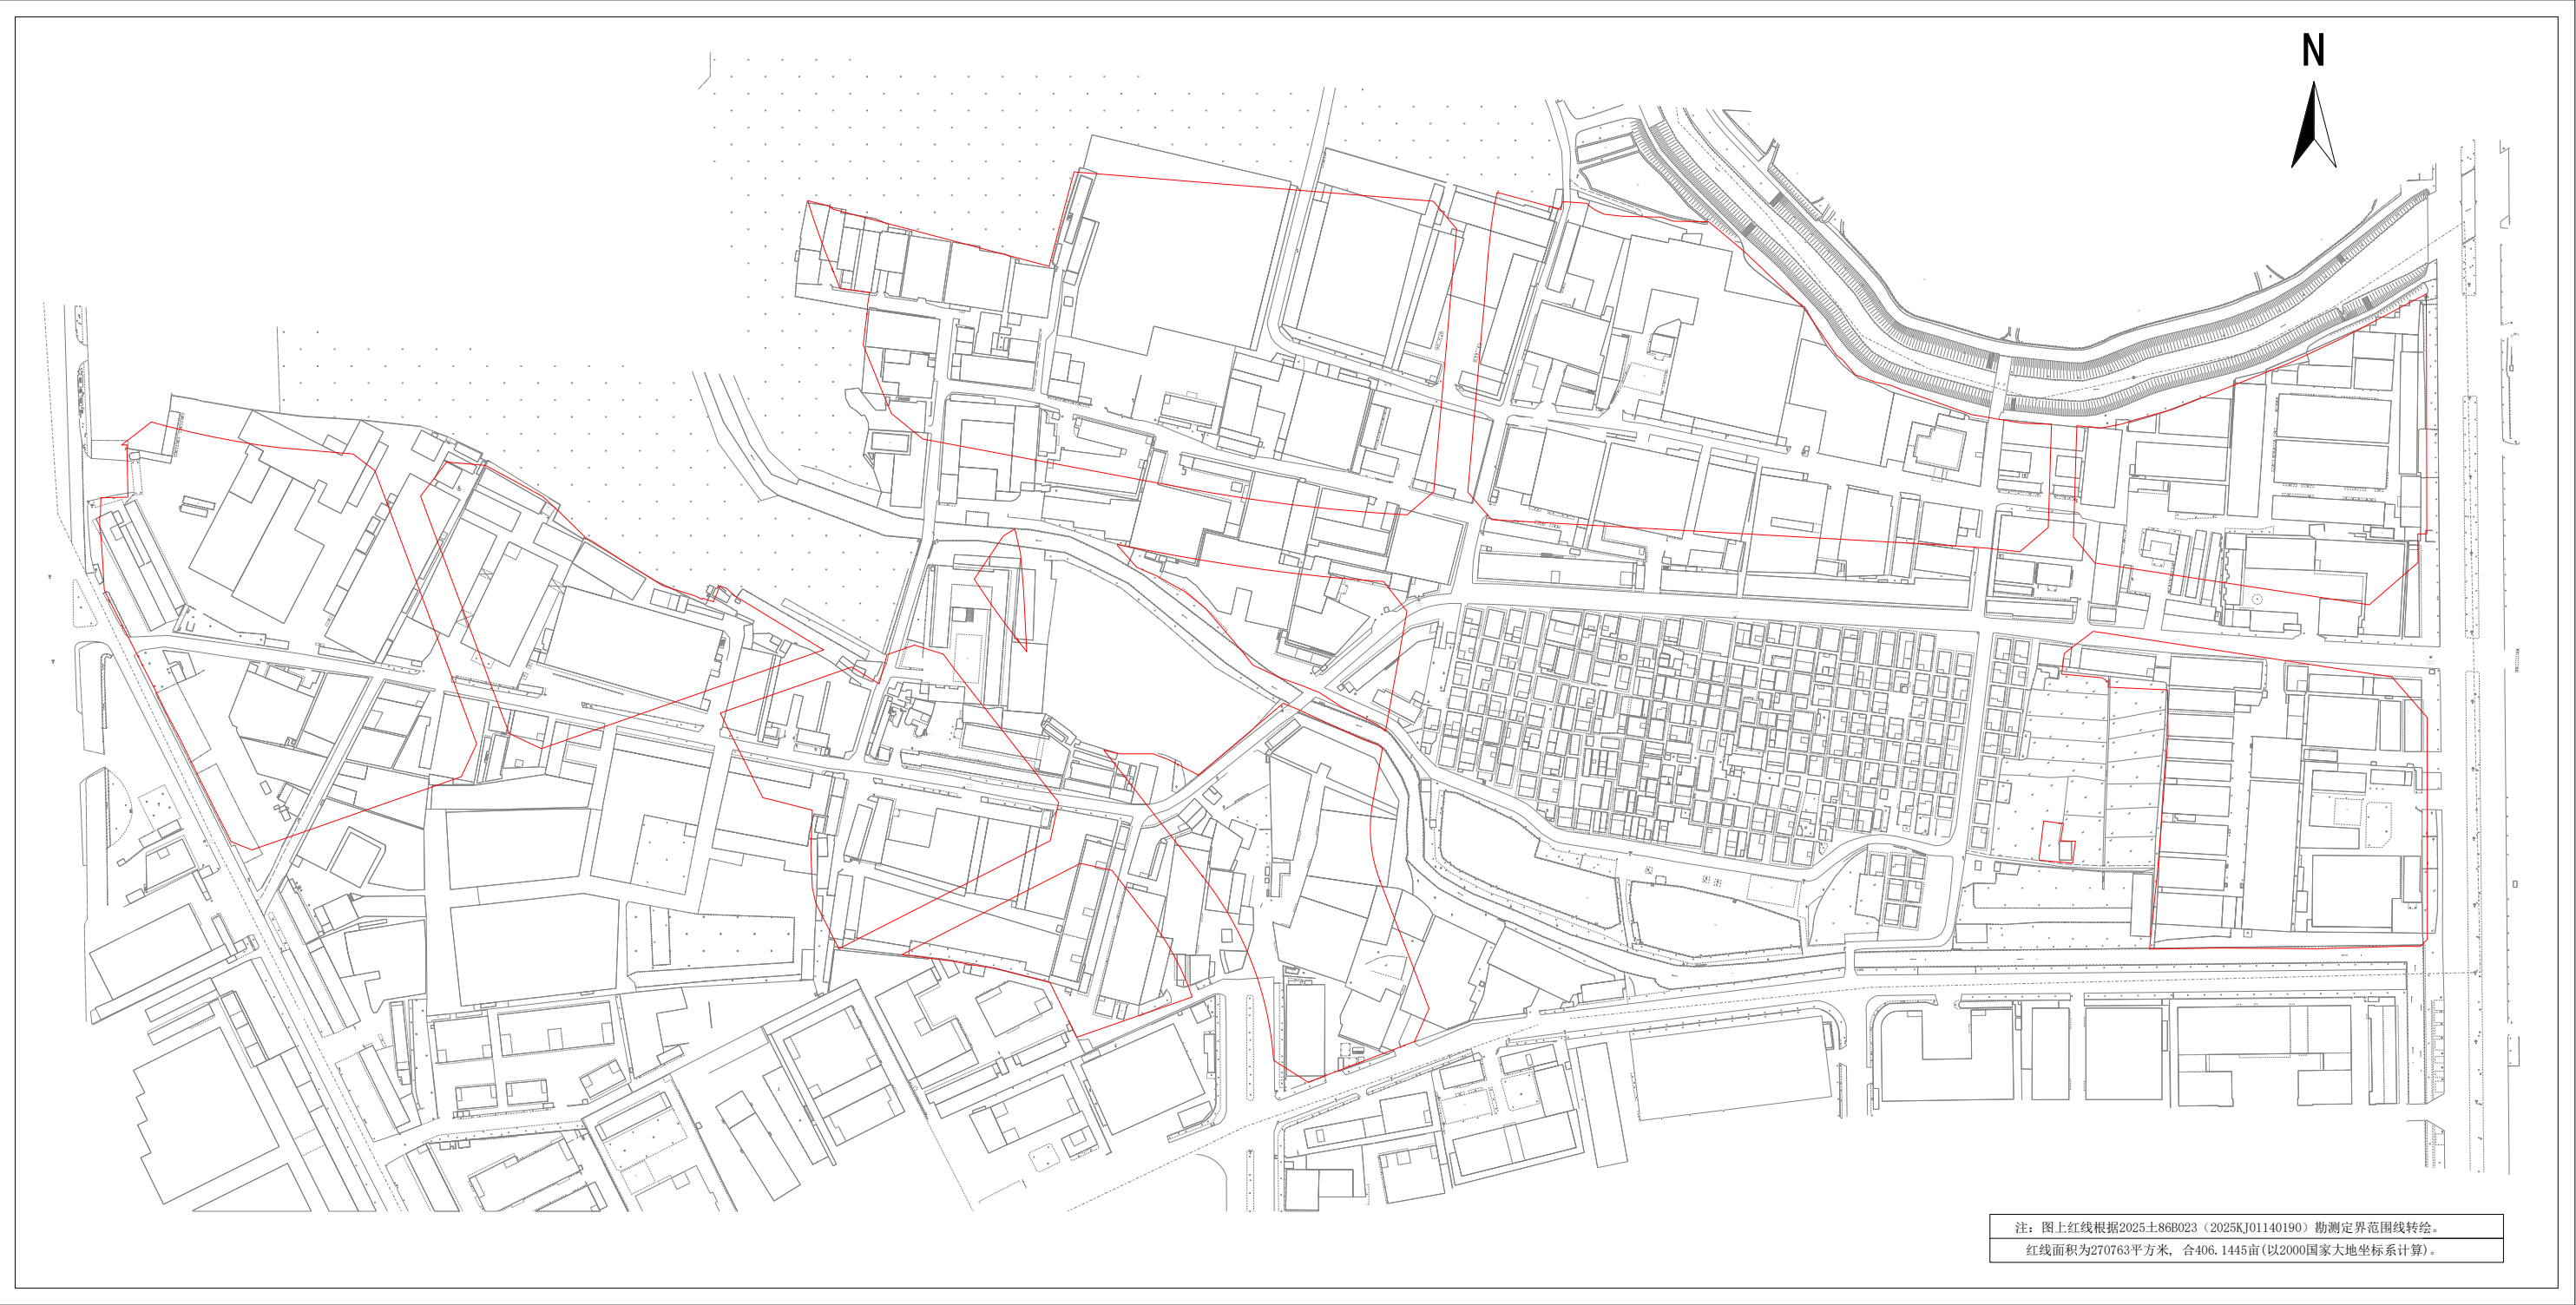 N
注：图上红线根据2025土86B023（2025KJ01140190）勘测定界范围线转绘。
红线面积为270763平方米, 合406.1445亩(以2000国家大地坐标系计算)。